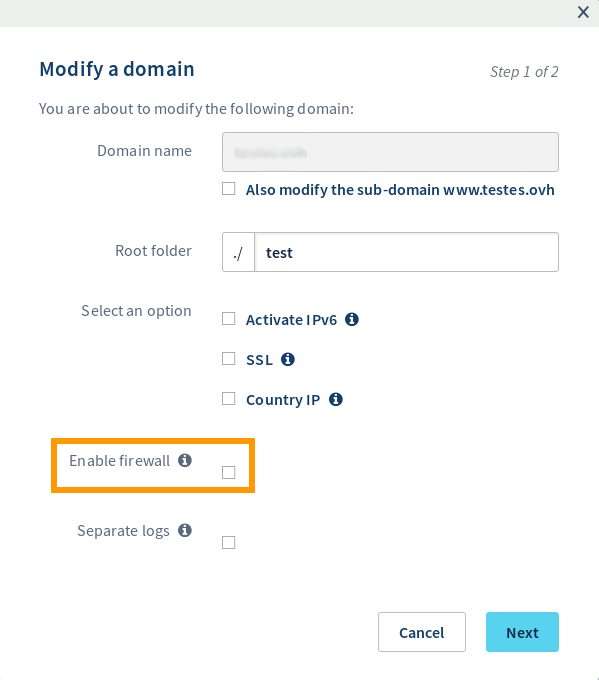 Modify a domain
Step 1 of 2
You are about to modify the following domain:
Domain name
testes.ovh
Also modify the sub-domain www.testes.ovh
Root folder
./
test
Select an option
Activate IPv6
SSL
Country IP
Enable firewall
Separate logs
Cancel
Next